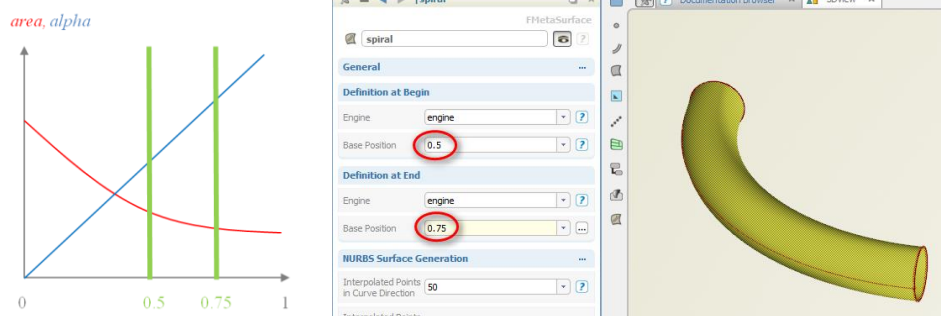 area, alpha
0
0.5
0.75
1
spiral
FMetaSurface
spiral
?
General
...
Definition at Begin
Engine
engine
?
Base Position
0.5
?
Definition at End
Engine
engine
?
Base Position
0.75
...
NURBS Surface Generation
...
Interpolated Points
in Curve Direction
50
?
Interpolated Points
?
Documentation Browser
3DView